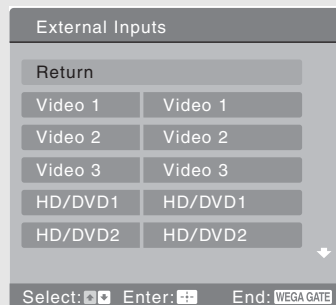 External Inputs
Return
Video 1 Video 1
Video 2 Video 2
Video 3 Video 3
HD/DVD1 HD/DVD1
HD/DVD2 HD/DVD2
Select: Enter: End: WEGA GATE